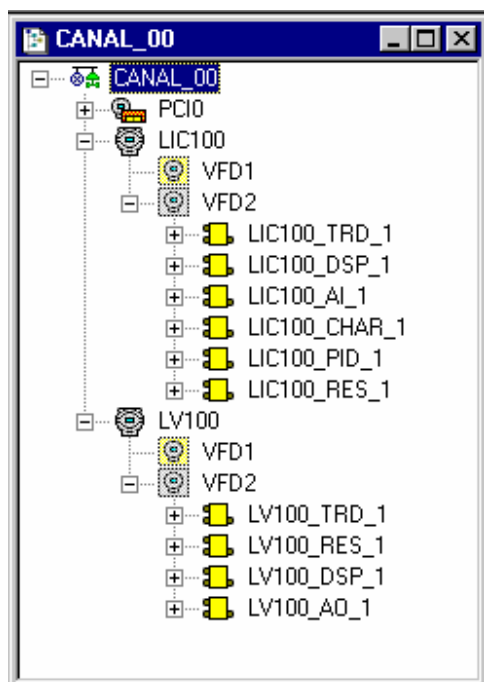 CANAL_00
CANAL_00
PCI0
LIC100
VFD1
VFD2
LIC100_TRD_1
LIC100_DSP_1
LIC100_AI_1
LIC100_CHAR_1
LIC100_PID_1
LIC100_RES_1
LV100
VFD1
VFD2
LV100_TRD_1
LV100_RES_1
LV100_DSP_1
LV100_AO_1